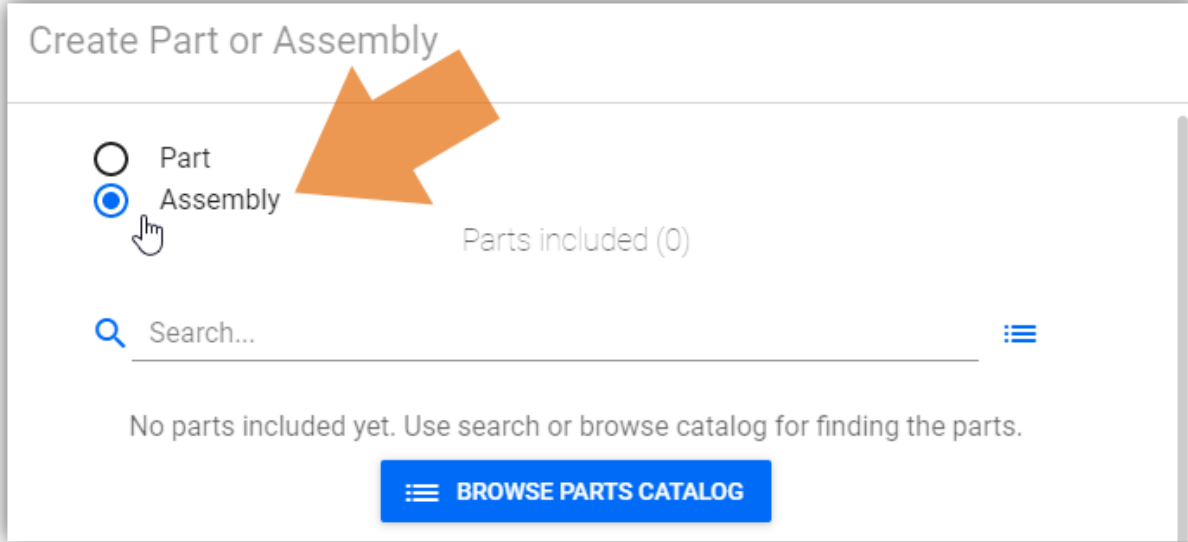 Create Part or Assembly
Part
Assembly
Parts included (0)
Search...
No parts included yet. Use search or browse catalog for finding the parts.
BROWSE PARTS CATALOG